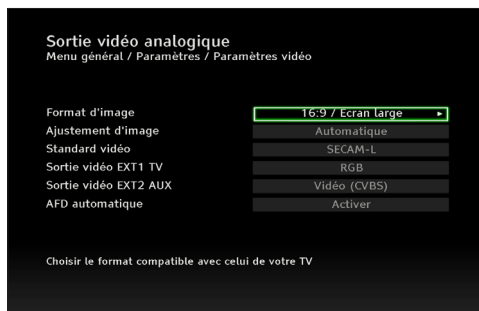 Sortie vidéo analogique
Menu général / Paramètres / Paramètres vidéo
Format d'image 16:9 / Ecran large
Ajustement d'image Automatique
Standard vidéo SECAM-L
Sortie vidéo EXT1 TV RGB
Sortie vidéo EXT2 AUX Vidéo (CVBS)
AFD automatique Activer
Choisir le format compatible avec celui de votre TV